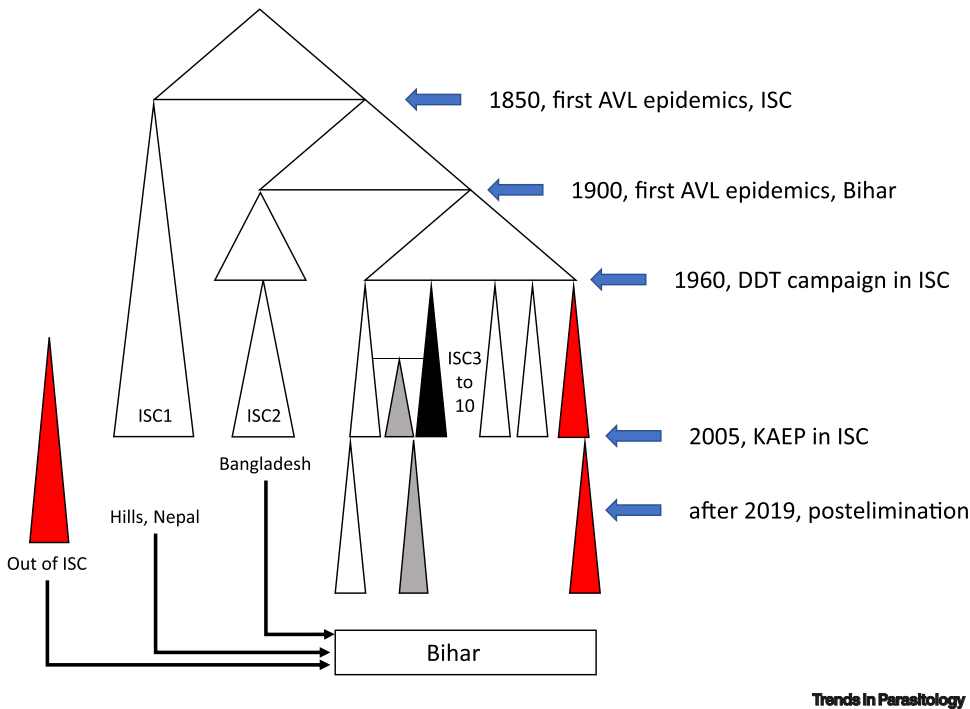 1850, first AVL epidemics, ISC
1900, first AVL epidemics, Bihar
1960, DDT campaign in ISC
ISC3
to
10
ISC1
ISC2
2005, KAEP in ISC
Bangladesh
after 2019, postelimination
Hills, Nepal
Out of ISC
Bihar
Trends in Parasitology